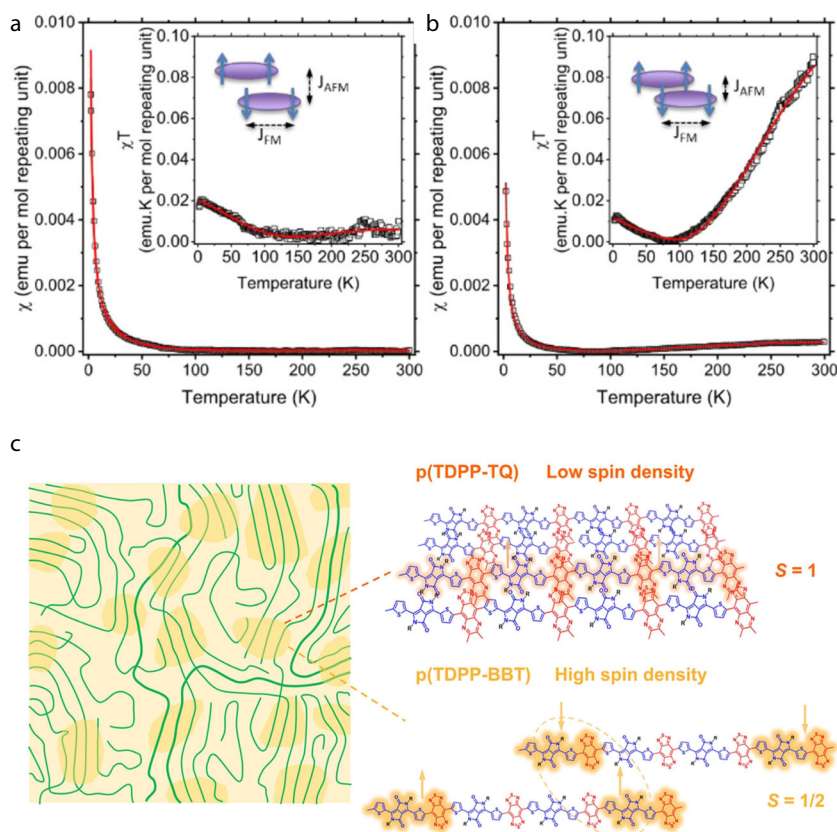 a
χ (emu per mol repeating unit)
0.010
0.008
0.006
0.004
0.002
0.000
0 50 100 150 200 250 300
Temperature (K)
χT
(emu.K per mol repeating unit)
0.10
0.08
0.06
0.04
0.02
0.00
0 50 100 150 200 250 300
Temperature (K)
J_AFM
J_FM
b
χ (emu per mol repeating unit)
0.010
0.008
0.006
0.004
0.002
0.000
0 50 100 150 200 250 300
Temperature (K)
χT
(emu.K per mol repeating unit)
0.10
0.08
0.06
0.04
0.02
0.00
0 50 100 150 200 250 300
Temperature (K)
J_AFM
J_FM
c
p(TDPP-TQ) Low spin density
S = 1
p(TDPP-BBT) High spin density
S = 1/2